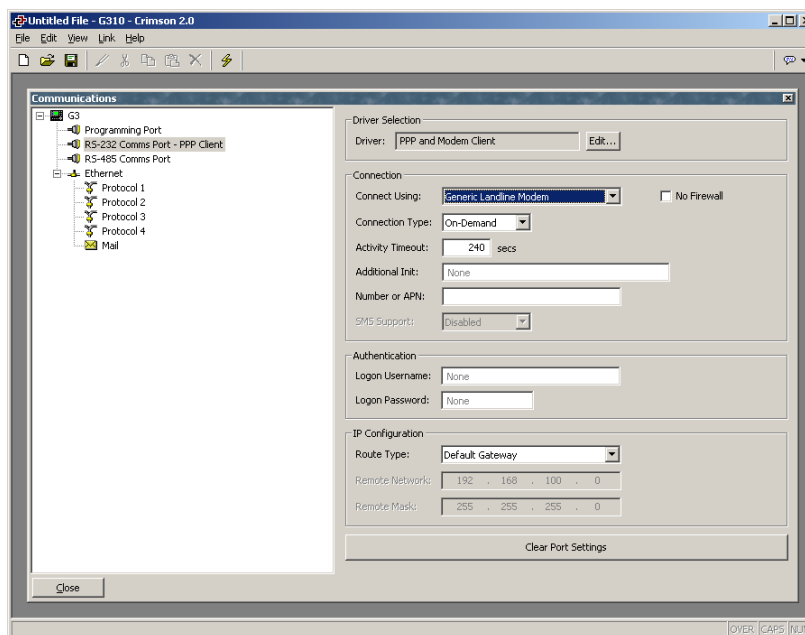 Untitled File - G310 - Crimson 2.0
File Edit View Link Help
Communications
G3
Programming Port
RS-232 Comms Port - PPP Client
RS-485 Comms Port
Ethernet
Protocol 1
Protocol 2
Protocol 3
Protocol 4
Mail
Driver Selection
Driver: PPP and Modem Client Edit...
Connection
Connect Using: Generic Landline Modem No Firewall
Connection Type: On-Demand
Activity Timeout: 240 secs
Additional Init: None
Number or APN:
SMS Support: Disabled
Authentication
Logon Username: None
Logon Password: None
IP Configuration
Route Type: Default Gateway
Remote Network: 192 . 168 . 100 . 0
Remote Mask: 255 . 255 . 255 . 0
Clear Port Settings
Close
OVER CAPS NU